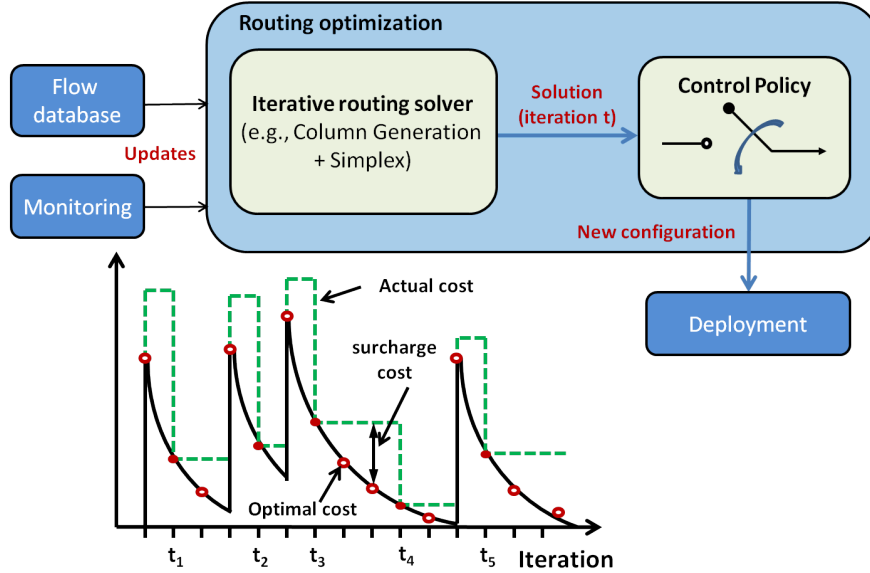 Routing optimization
Flow
database
Monitoring
Updates
Iterative routing solver
(e.g., Column Generation
+ Simplex)
Solution
(iteration t)
Control Policy
New configuration
Deployment
Actual cost
surcharge
cost
Optimal cost
t1
t2
t3
t4
t5
Iteration